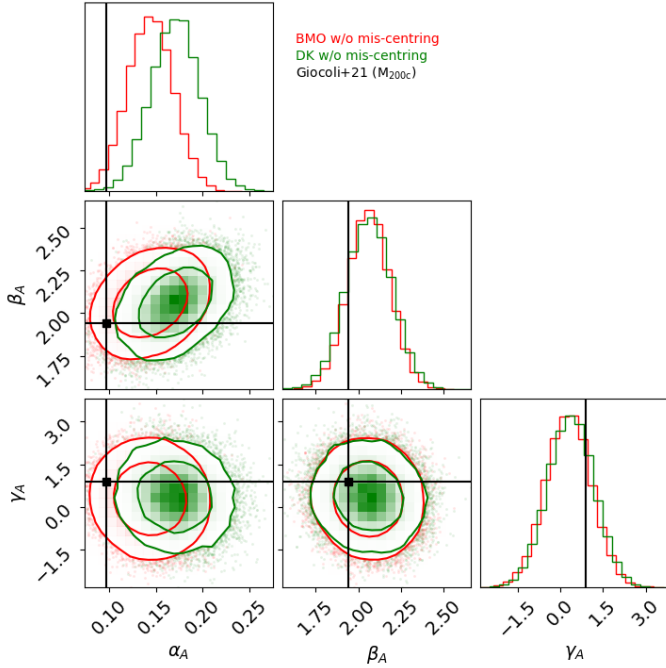 BMO w/o mis-centring
DK w/o mis-centring
Giocoli+21 (M200c)
2.50
2.25
2.00
1.75
βA
3.0
1.5
0.0
−1.5
γA
0.10 0.15 0.20 0.25
αA
1.75 2.00 2.25 2.50
βA
−1.5 0.0 1.5 3.0
γA